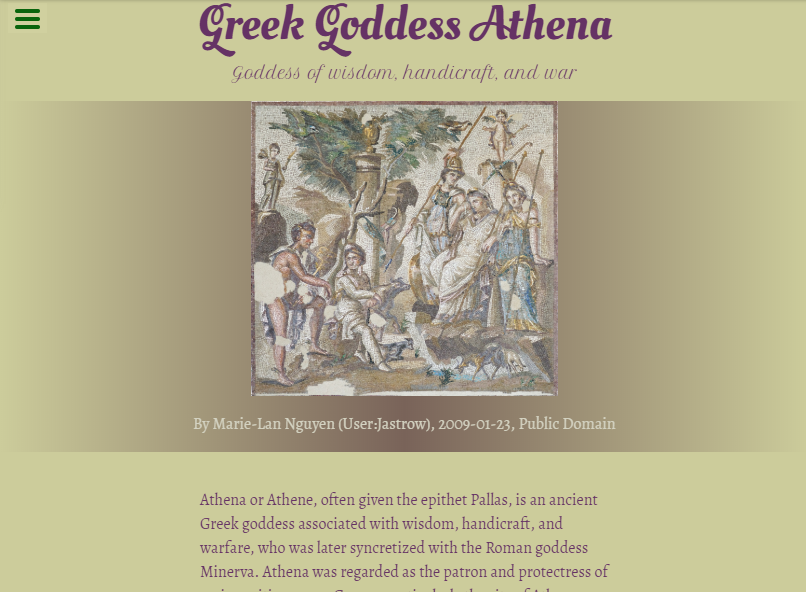 Greek Goddess Athena
Goddess of wisdom, handicraft, and war
By Marie-Lan Nguyen (User:Jastrow), 2009-01-23, Public Domain
Athena or Athene, often given the epithet Pallas, is an ancient
Greek goddess associated with wisdom, handicraft, and
warfare, who was later syncretized with the Roman goddess
Minerva. Athena was regarded as the patron and protectress of